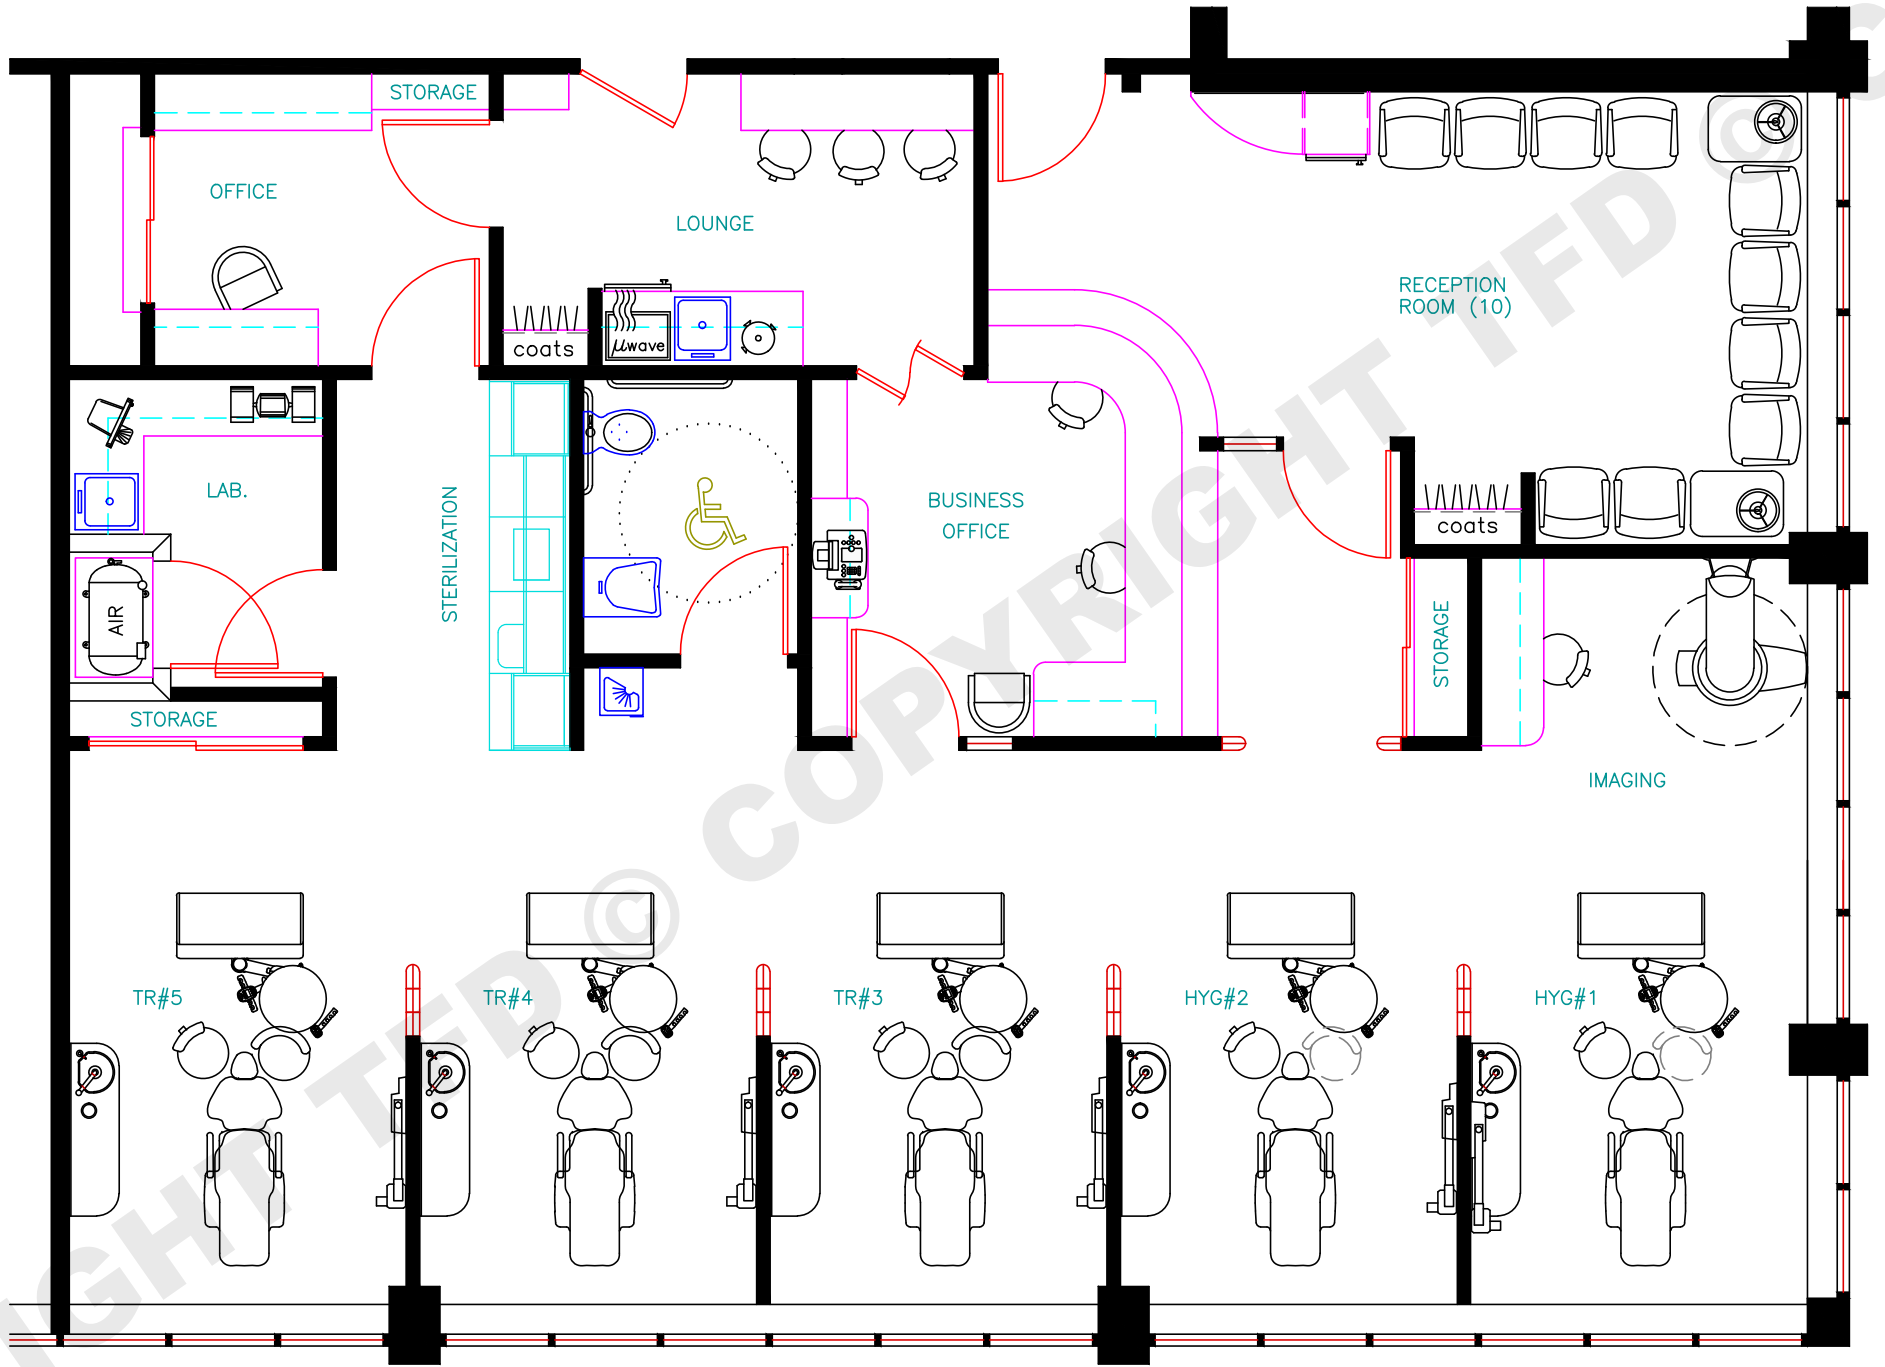 STORAGE
OFFICE
LOUNGE
RECEPTION
ROOM (10)
μwave
coats
LAB.
STERILIZATION
BUSINESS
OFFICE
coats
AIR
STORAGE
STORAGE
IMAGING
TR#5
TR#4
TR#3
HYG#2
HYG#1
IGHT TFD © COPYRIGHT TFD © C